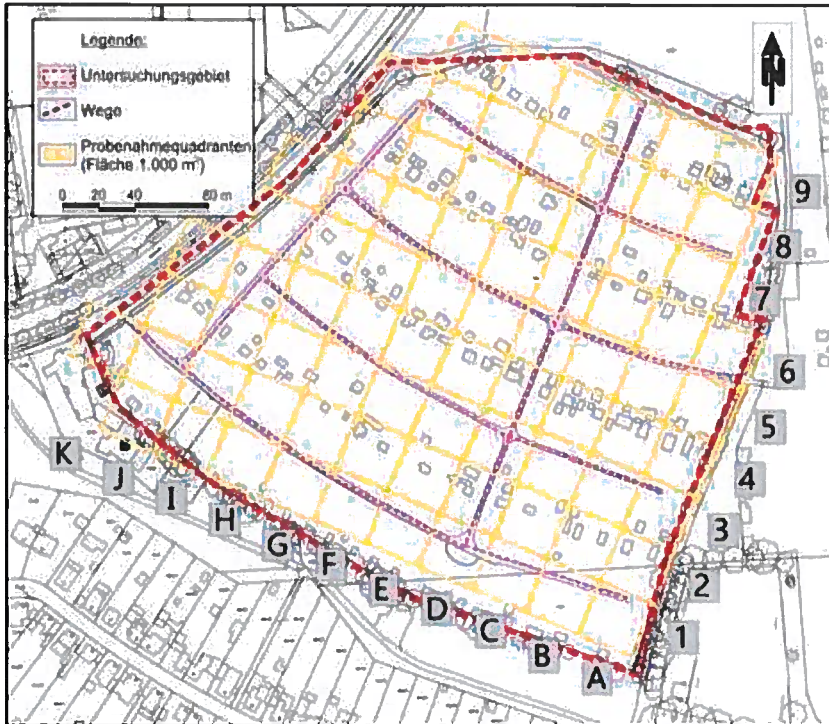 Legende:
Untersuchungsgebiet
Wege
Probenahmequadranten
(Fläche 1.000 m²)
0 20 40 80 m
N
9
8
7
6
5
4
3
2
1
K
J
I
H
G
F
E
D
C
B
A